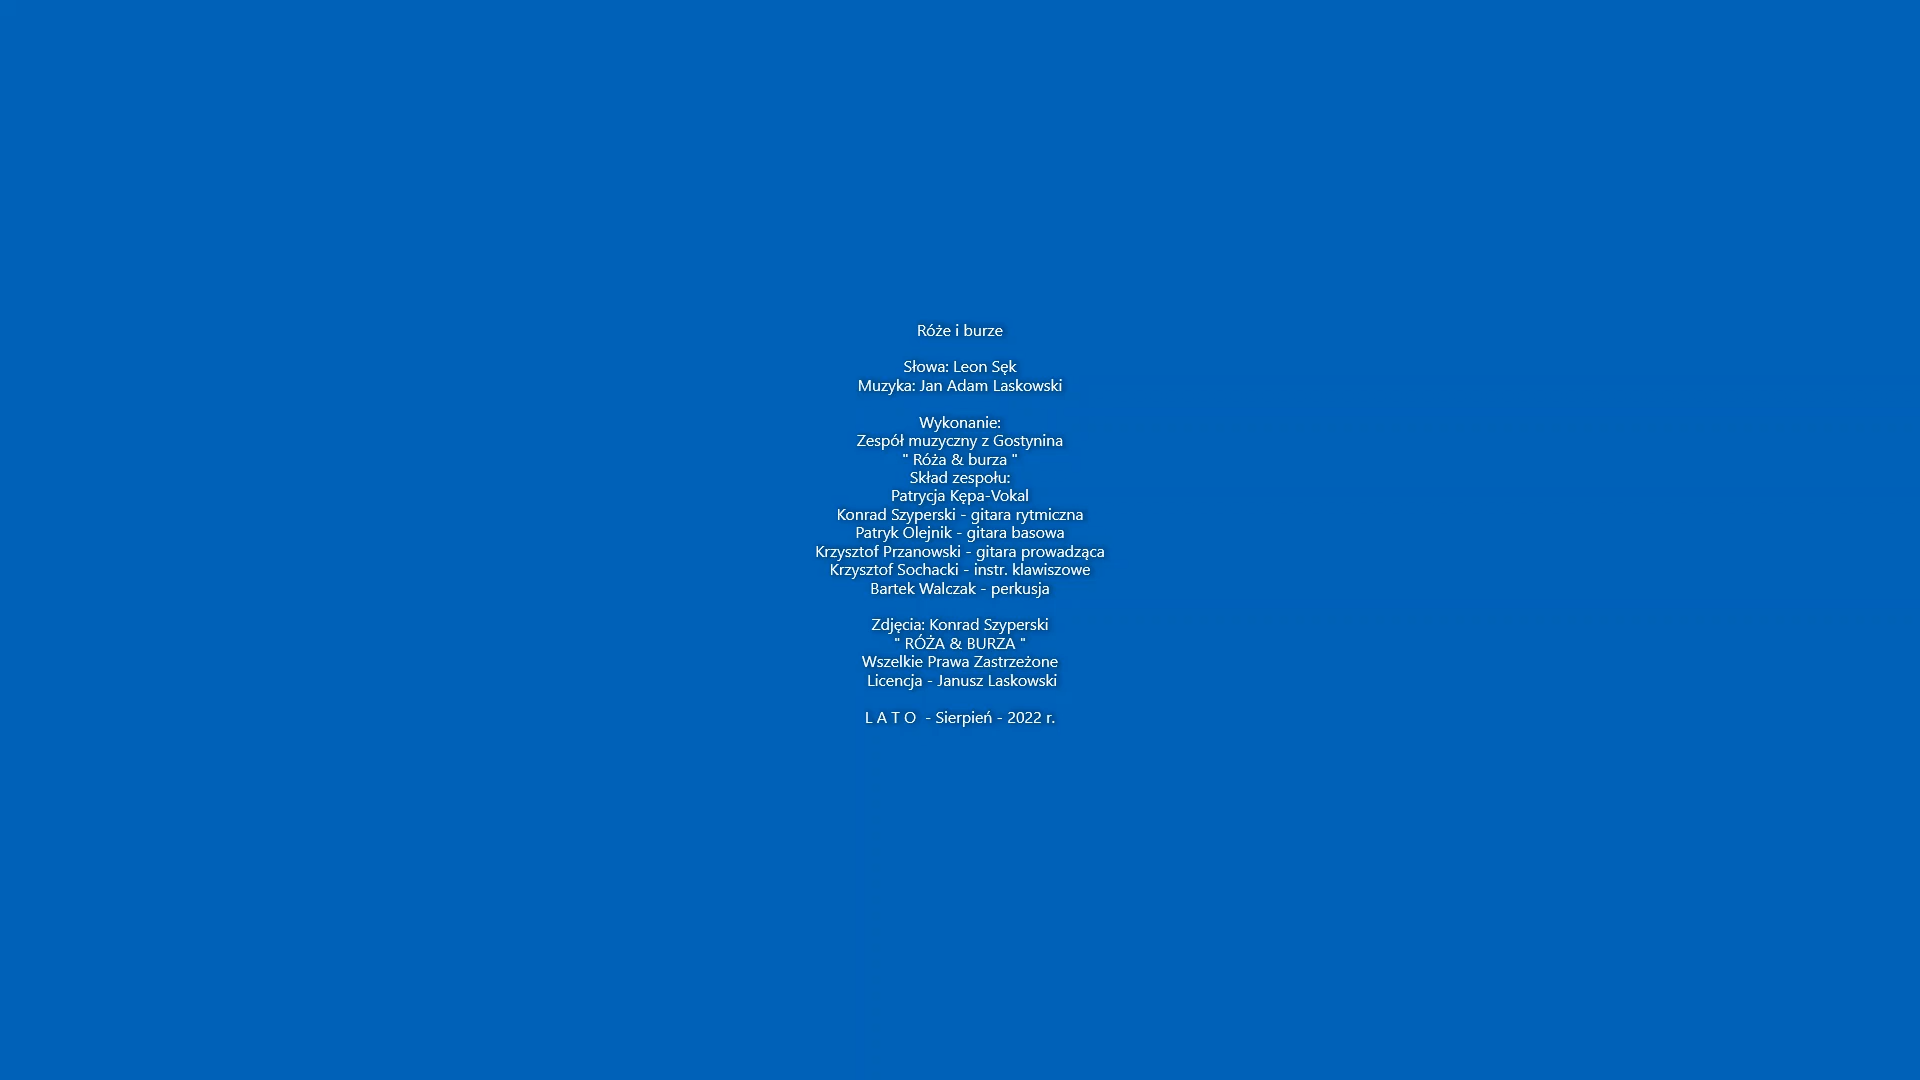 Róże i burze
Słowa: Leon Sęk
Muzyka: Jan Adam Laskowski
Wykonanie:
Zespół muzyczny z Gostynina
" Róża & burza "
Skład zespołu:
Patrycja Kępa-Vokal
Konrad Szyperski - gitara rytmiczna
Patryk Olejnik - gitara basowa
Krzysztof Przanowski - gitara prowadząca
Krzysztof Sochacki - instr. klawiszowe
Bartek Walczak - perkusja
Zdjęcia: Konrad Szyperski
" RÓŻA & BURZA "
Wszelkie Prawa Zastrzeżone
Licencja - Janusz Laskowski
L A T O  - Sierpień - 2022 r.